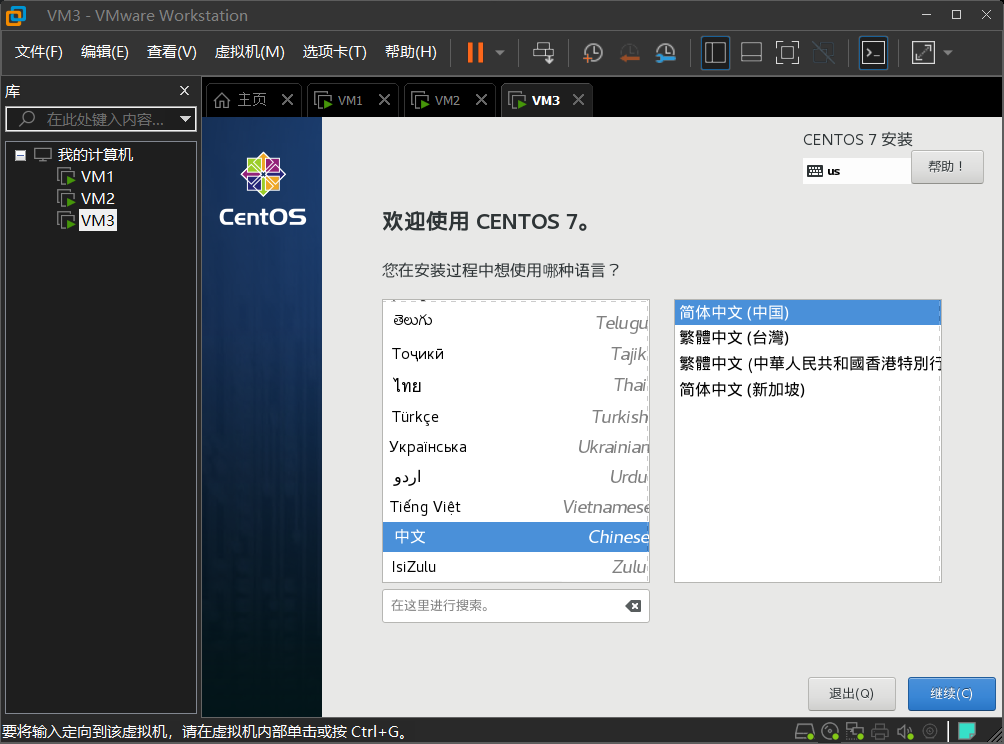 VM3 - VMware Workstation
文件(F) 编辑(E) 查看(V) 虚拟机(M) 选项卡(T) 帮助(H)
库
在此处键入内容...
我的计算机
VM1
VM2
VM3
主页 VM1 VM2 VM3
CentOS
CENTOS 7 安装
us
帮助！
欢迎使用 CENTOS 7。
您在安装过程中想使用哪种语言？
తెలుగు Telugu
Тоҷикӣ Tajik
ไทย Thai
Türkçe Turkish
Українська Ukrainian
اردو Urdu
Tiếng Việt Vietnamese
中文 Chinese
IsiZulu Zulu
在这里进行搜索。
简体中文 (中国)
繁體中文 (台灣)
繁體中文 (中華人民共和國香港特別行
简体中文 (新加坡)
退出(Q)
继续(C)
要将输入定向到该虚拟机，请在虚拟机内部单击或按 Ctrl+G。